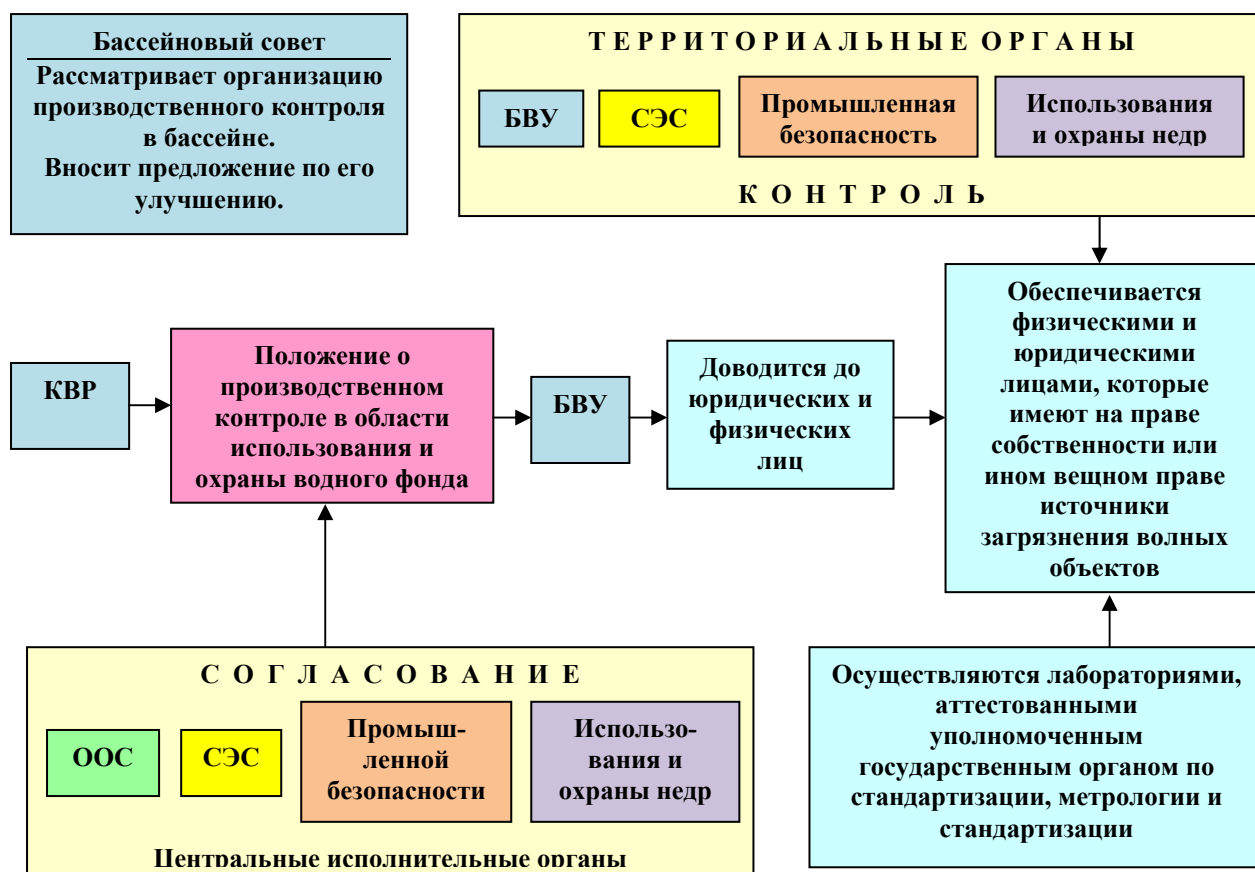 Бассейновый совет
Рассматривает организацию
производственного контроля
в бассейне.
Вносит предложение по его
улучшению.
Т Е Р Р И Т О Р И А Л Ь Н Ы Е О Р Г А Н Ы
БВУ
СЭС
Промышленная
безопасность
Использования
и охраны недр
К О Н Т Р О Л Ь
КВР
Положение о
производственном
контроле в области
использования и
охраны водного фонда
БВУ
Доводится до
юридических и
физических
лиц
Обеспечивается
физическими и
юридическими
лицами, которые
имеют на праве
собственности или
ином вещном праве
источники
загрязнения волных
объектов
С О Г Л А С О В А Н И Е
ООС
СЭС
Промыш-
ленной
безопасности
Использо-
вания и
охраны недр
Центральные исполнительные органы
Осуществляются лабораториями,
аттестованными
уполномоченным
государственным органом по
стандартизации, метрологии и
стандартизации